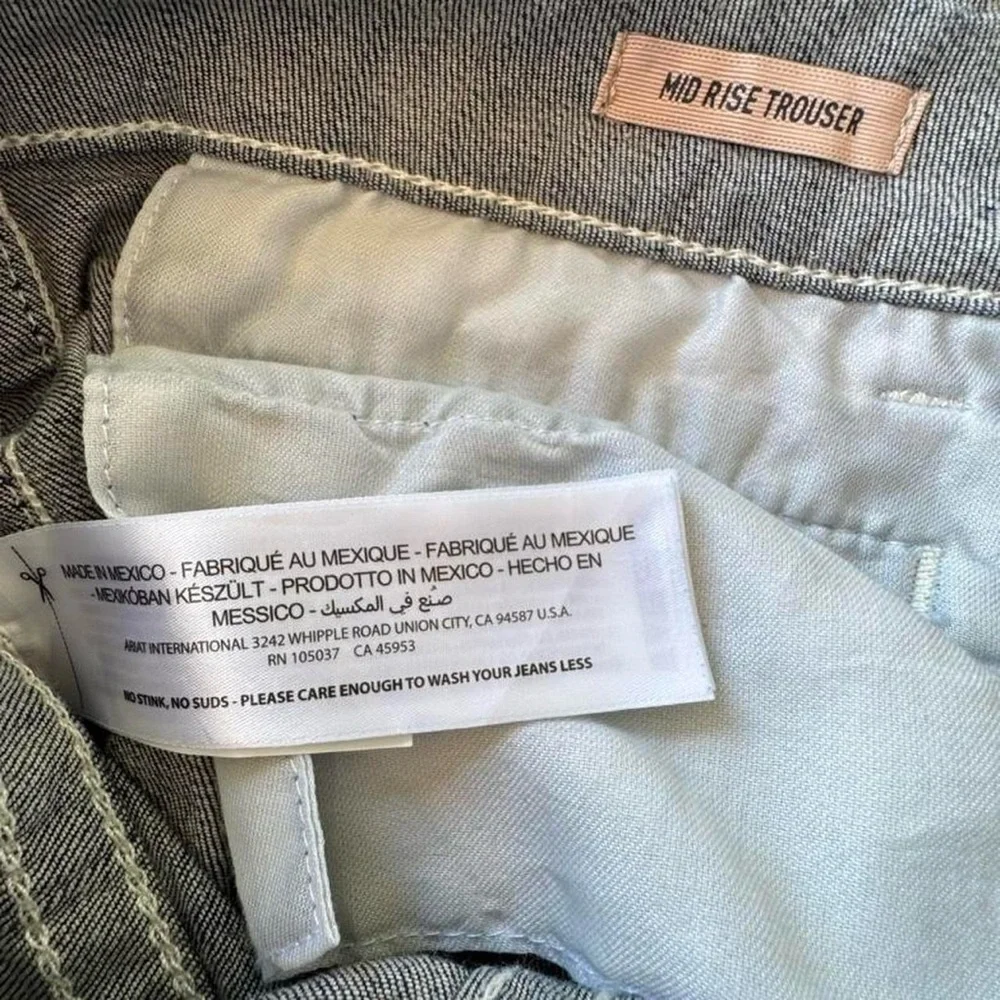 MID RISE TROUSER
MADE IN MEXICO - FABRIQUÉ AU MEXIQUE - FABRIQUÉ AU MEXIQUE
-MEXIKÓBAN KÉSZÜLT - PRODOTTO IN MEXICO - HECHO EN
MESSICO - صُنع في المكسيك
ARIAT INTERNATIONAL 3242 WHIPPLE ROAD UNION CITY, CA 94587 U.S.A.
RN 105037 CA 45953
NO STINK, NO SUDS - PLEASE CARE ENOUGH TO WASH YOUR JEANS LESS